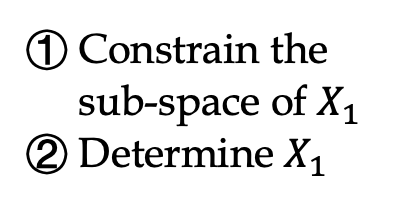 ① Constrain the
sub-space of X₁
② Determine X₁